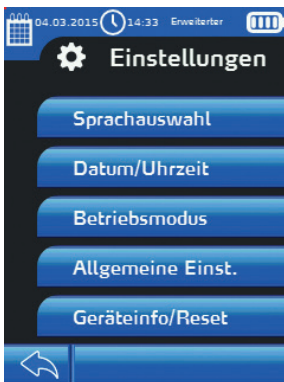 04.03.2015 14:33 Erweiterter
Einstellungen
Sprachauswahl
Datum/Uhrzeit
Betriebsmodus
Allgemeine Einst.
Geräteinfo/Reset